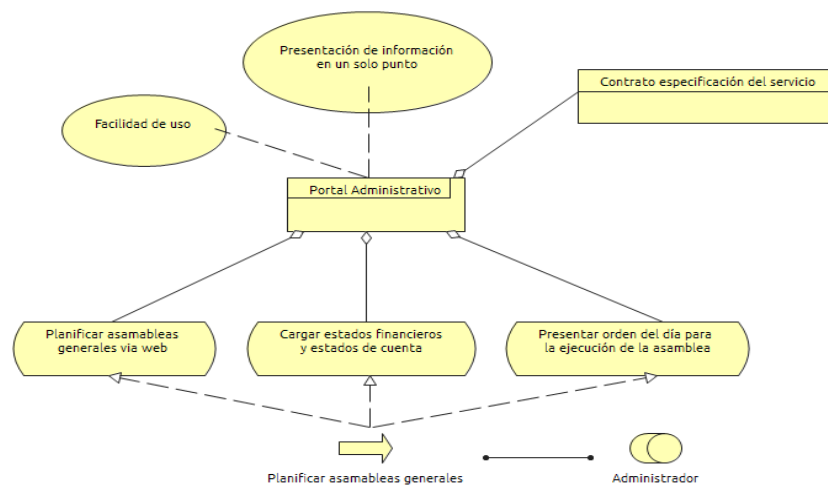 Presentación de información
en un solo punto
Contrato especificación del servicio
Facilidad de uso
Portal Administrativo
Planificar asamableas
generales via web
Cargar estados financieros
y estados de cuenta
Presentar orden del día para
la ejecución de la asamblea
Planificar asamableas generales
Administrador